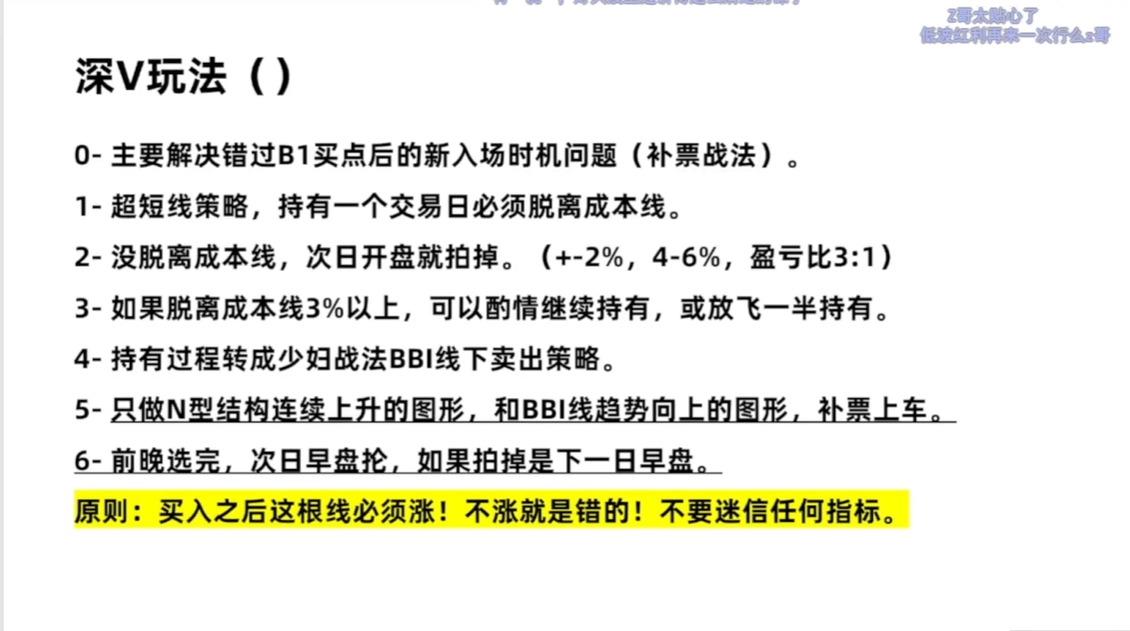 Z哥太贴心了
低波红利再来一次行么z哥
深V玩法（）
0- 主要解决错过B1买点后的新入场时机问题（补票战法）。
1- 超短线策略，持有一个交易日必须脱离成本线。
2- 没脱离成本线，次日开盘就拍掉。（+-2%，4-6%，盈亏比3:1）
3- 如果脱离成本线3%以上，可以酌情继续持有，或放飞一半持有。
4- 持有过程转成少妇战法BBI线下卖出策略。
5- 只做N型结构连续上升的图形，和BBI线趋势向上的图形，补票上车。
6- 前晚选完，次日早盘抡，如果拍掉是下一日早盘。
原则：买入之后这根线必须涨！不涨就是错的！不要迷信任何指标。